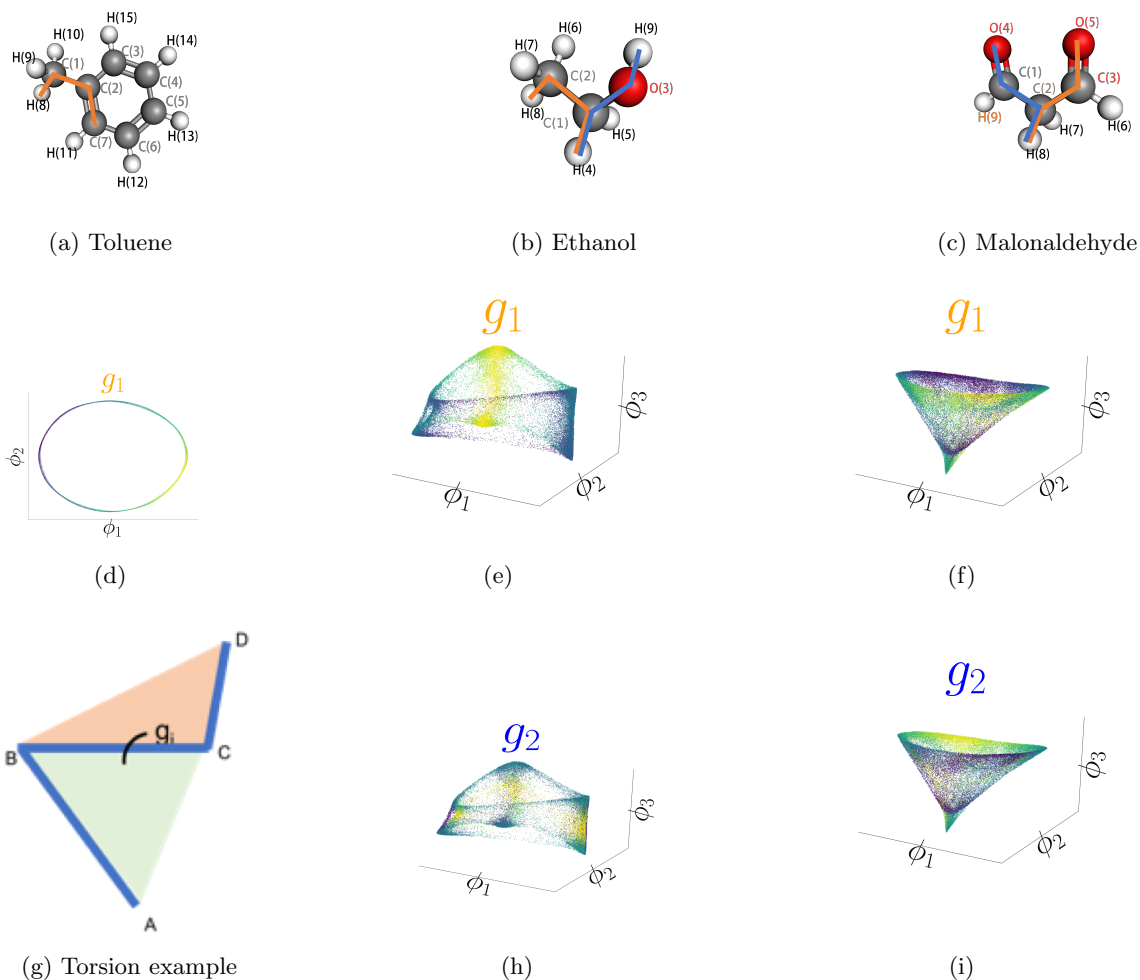 H(15)
H(10)
H(14)
C(3)
H(9)
C(1)
C(4)
C(2)
H(8)
C(5)
H(13)
C(7)
H(11)
C(6)
H(12)
(a) Toluene
H(9)
H(6)
H(7)
C(2)
O(3)
H(8)
C(1)
H(5)
H(4)
(b) Ethanol
O(4)
O(5)
C(1)
C(2)
C(3)
H(9)
H(7)
H(6)
H(8)
(c) Malonaldehyde
g1
ϕ2
ϕ1
(d)
g1
ϕ3
ϕ2
ϕ1
(e)
g1
ϕ3
ϕ2
ϕ1
(f)
D
gi
B
C
A
(g) Torsion example
g2
ϕ3
ϕ2
ϕ1
(h)
g2
ϕ3
ϕ2
ϕ1
(i)